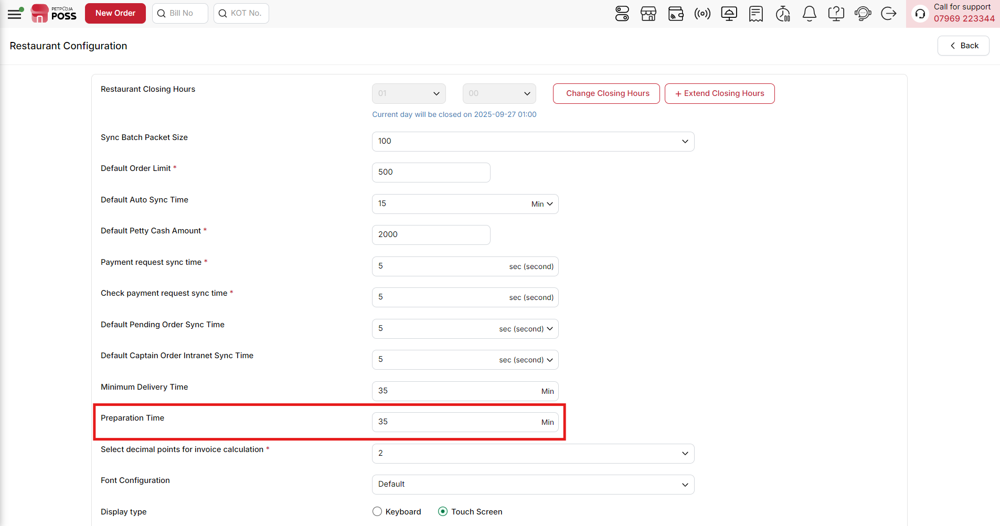 PETPOOJA
POSS
New Order
Bill No
KOT No.
Call for support
07969 223344
Restaurant Configuration
Back
Restaurant Closing Hours
01
00
Change Closing Hours
+ Extend Closing Hours
Current day will be closed on 2025-09-27 01:00
Sync Batch Packet Size
100
Default Order Limit *
500
Default Auto Sync Time
15 Min
Default Petty Cash Amount *
2000
Payment request sync time *
5 sec (second)
Check payment request sync time *
5 sec (second)
Default Pending Order Sync Time
5 sec (second)
Default Captain Order Intranet Sync Time
5 sec (second)
Minimum Delivery Time
35 Min
Preparation Time
35 Min
Select decimal points for invoice calculation *
2
Font Configuration
Default
Display type
Keyboard
Touch Screen